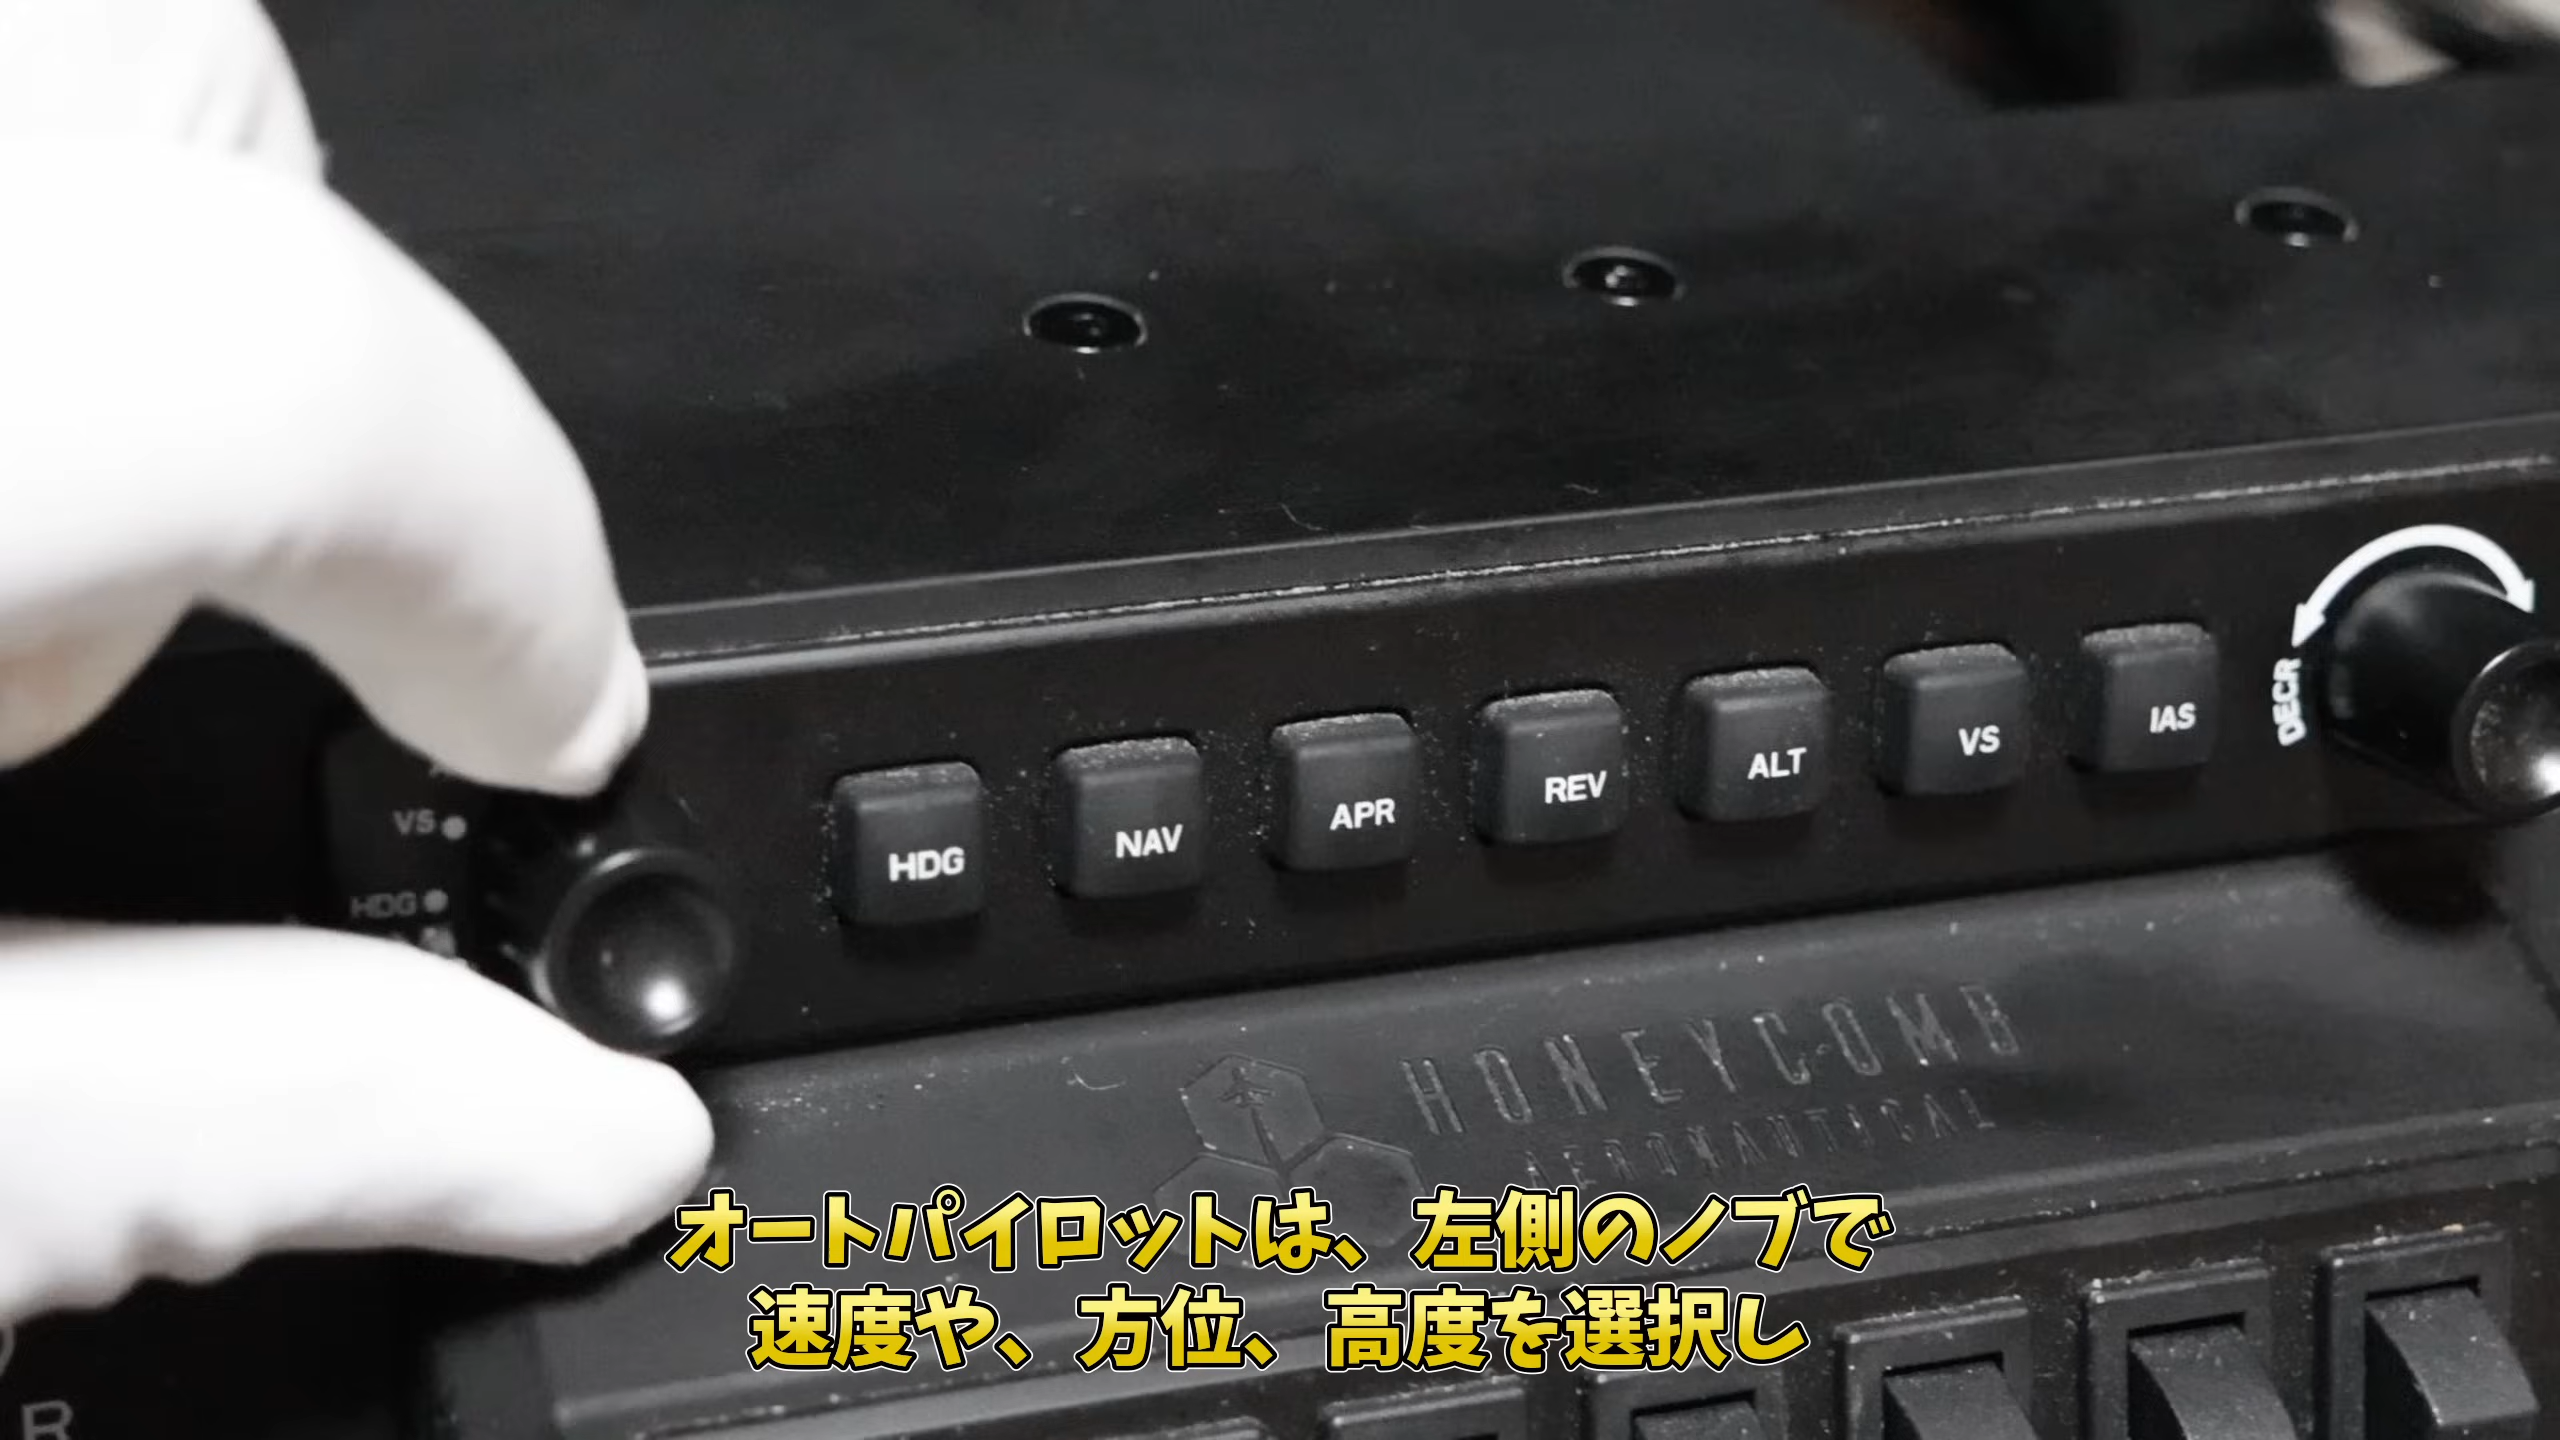 VS
HDG
HDG
NAV
APR
REV
ALT
VS
IAS
DECR
HONEYCOMB
AERONAUTICAL
R
オートパイロットは、左側のノブで
速度や、方位、高度を選択し